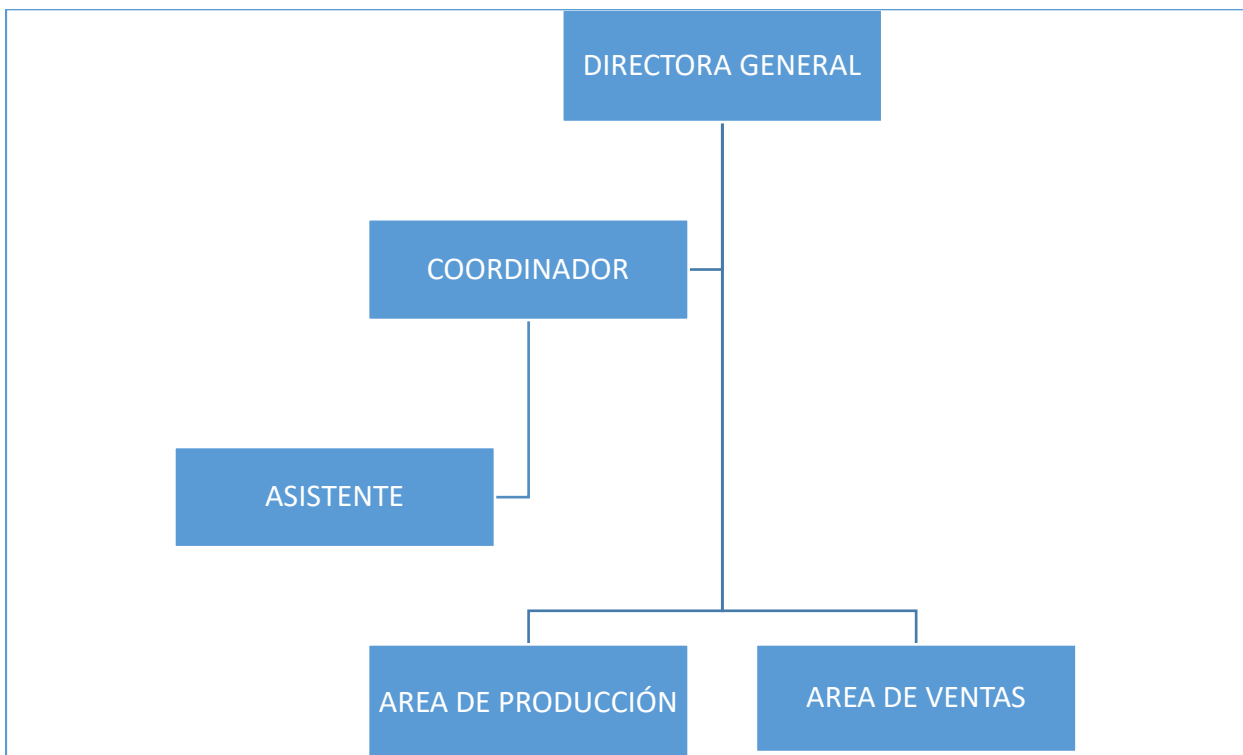 DIRECTORA GENERAL
COORDINADOR
ASISTENTE
AREA DE PRODUCCIÓN
AREA DE VENTAS